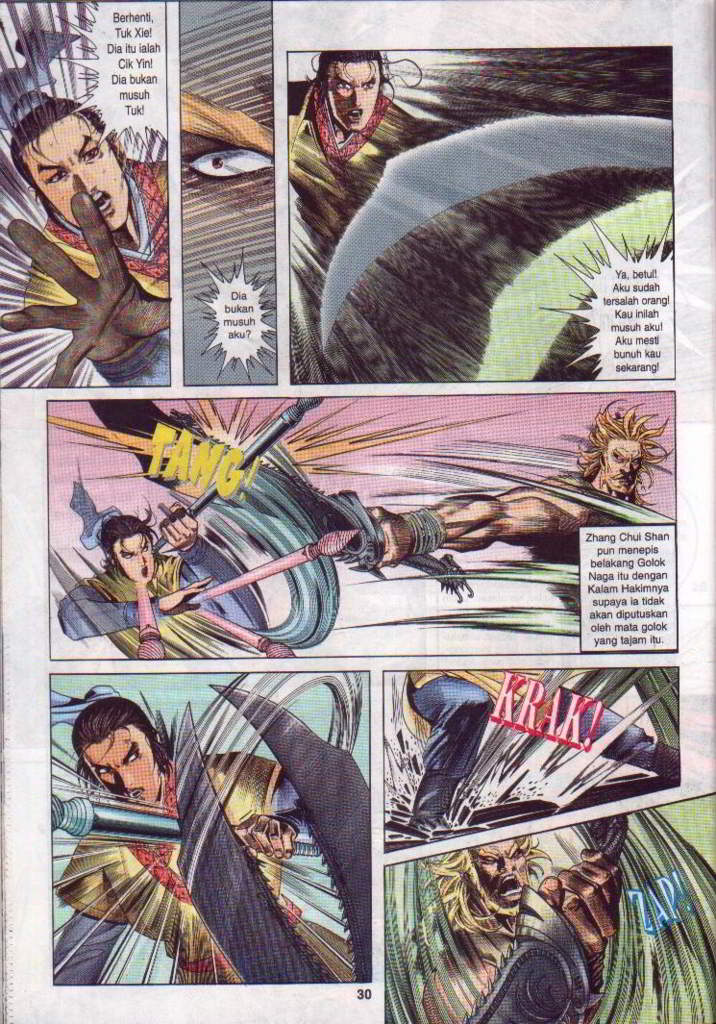 Berhenti,
Tuk Xie!
Dia itu ialah
Cik Yin!
Dia bukan
musuh
Tuk!
Dia
bukan
musuh
aku?
Ya, betul!
Aku sudah
tersalah orang!
Kau inilah
musuh aku!
Aku mesti
bunuh kau
sekarang!
TANG!
Zhang Chui Shan
pun menepis
belakang Golok
Naga itu dengan
Kalam Hakimnya
supaya ia tidak
akan diputuskan
oleh mata golok
yang tajam itu.
KRAK!
ZAP!
30